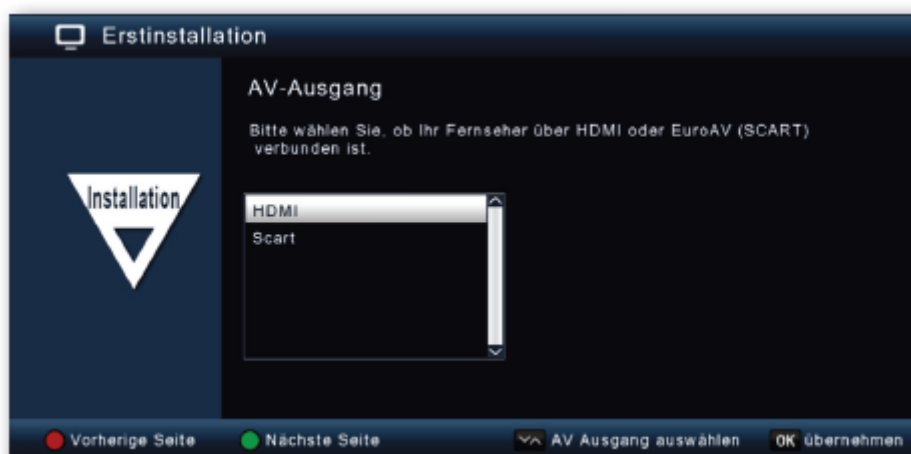 Erstinstallation
AV-Ausgang
Bitte wählen Sie, ob Ihr Fernseher über HDMI oder EuroAV (SCART)
verbunden ist.
Installation
HDMI
Scart
Vorherige Seite
Nächste Seite
AV Ausgang auswählen
OK übernehmen